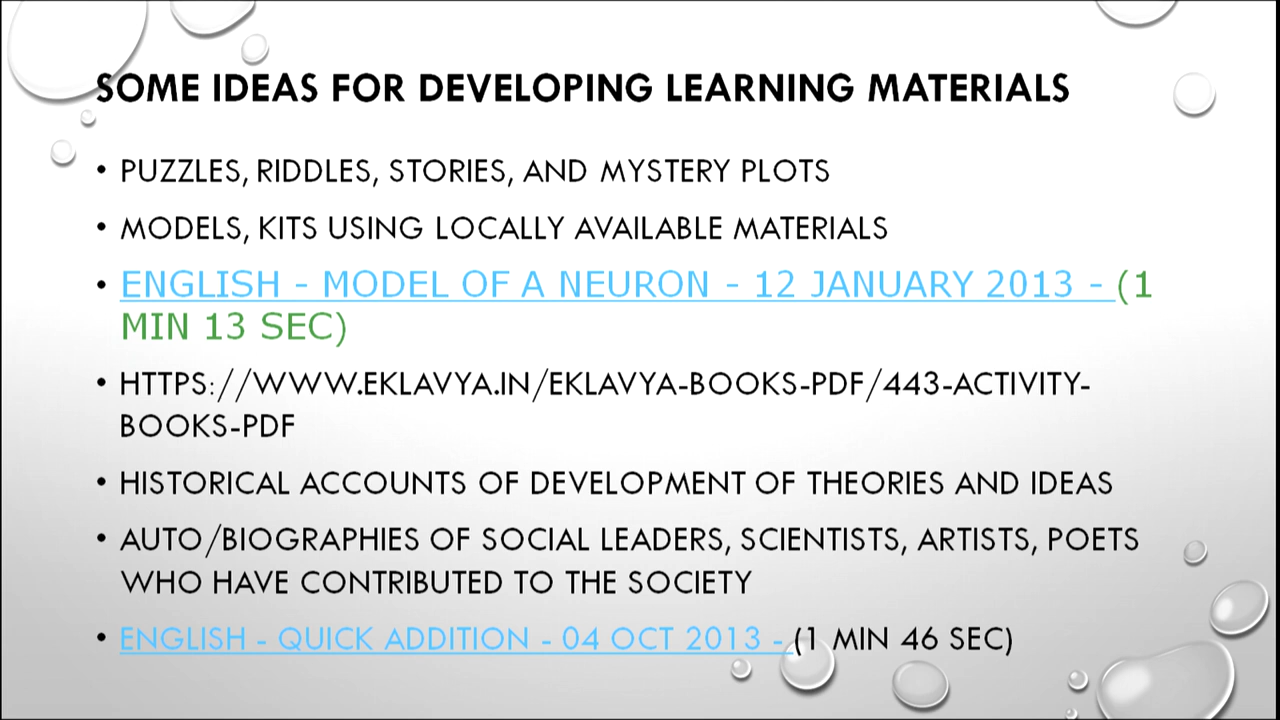 SOME IDEAS FOR DEVELOPING LEARNING MATERIALS
• PUZZLES, RIDDLES, STORIES, AND MYSTERY PLOTS
• MODELS, KITS USING LOCALLY AVAILABLE MATERIALS
• ENGLISH - MODEL OF A NEURON - 12 JANUARY 2013 - (1
MIN 13 SEC)
• HTTPS://WWW.EKLAVYA.IN/EKLAVYA-BOOKS-PDF/443-ACTIVITY-
BOOKS-PDF
• HISTORICAL ACCOUNTS OF DEVELOPMENT OF THEORIES AND IDEAS
• AUTO/BIOGRAPHIES OF SOCIAL LEADERS, SCIENTISTS, ARTISTS, POETS
WHO HAVE CONTRIBUTED TO THE SOCIETY
• ENGLISH - QUICK ADDITION - 04 OCT 2013 - (1 MIN 46 SEC)